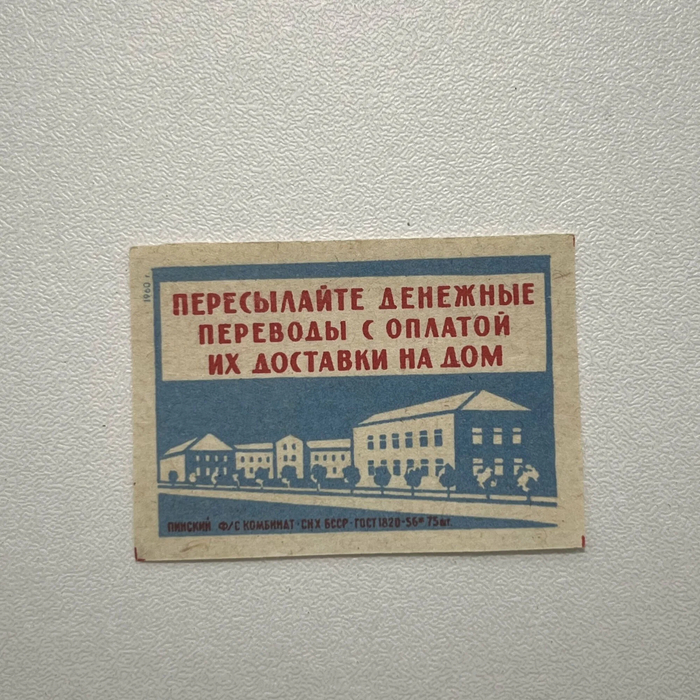 1960 г.
ПЕРЕСЫЛАЙТЕ ДЕНЕЖНЫЕ
ПЕРЕВОДЫ С ОПЛАТОЙ
ИХ ДОСТАВКИ НА ДОМ
ПИНСКИЙ Ф/С КОМБИНАТ · СНХ БССР · ГОСТ 1820-56* 75 шт.